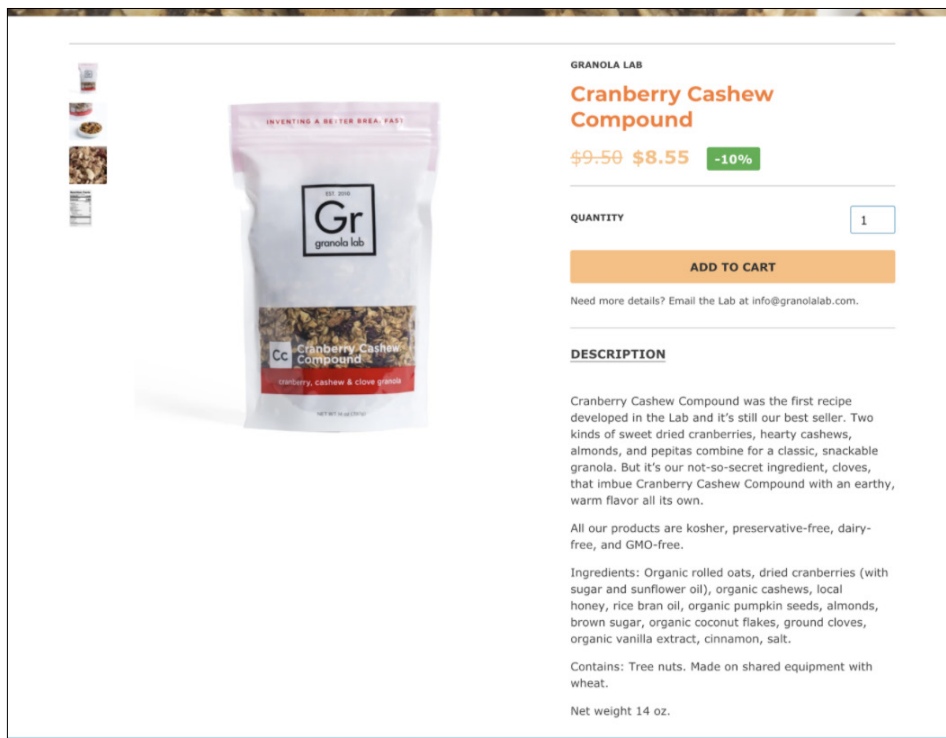 INVENTING A BETTER BREAKFAST
EST. 2010
Gr
granola lab
Cc
Cranberry Cashew
Compound
cranberry, cashew & clove granola
NET WT 14 oz
GRANOLA LAB
Cranberry Cashew
Compound
$9.50 $8.55 -10%
QUANTITY 1
ADD TO CART
Need more details? Email the Lab at info@granolalab.com.
DESCRIPTION
Cranberry Cashew Compound was the first recipe
developed in the Lab and it’s still our best seller. Two
kinds of sweet dried cranberries, hearty cashews,
almonds, and pepitas combine for a classic, snackable
granola. But it’s our not-so-secret ingredient, cloves,
that imbue Cranberry Cashew Compound with an earthy,
warm flavor all its own.
All our products are kosher, preservative-free, dairy-
free, and GMO-free.
Ingredients: Organic rolled oats, dried cranberries (with
sugar and sunflower oil), organic cashews, local
honey, rice bran oil, organic pumpkin seeds, almonds,
brown sugar, organic coconut flakes, ground cloves,
organic vanilla extract, cinnamon, salt.
Contains: Tree nuts. Made on shared equipment with
wheat.
Net weight 14 oz.